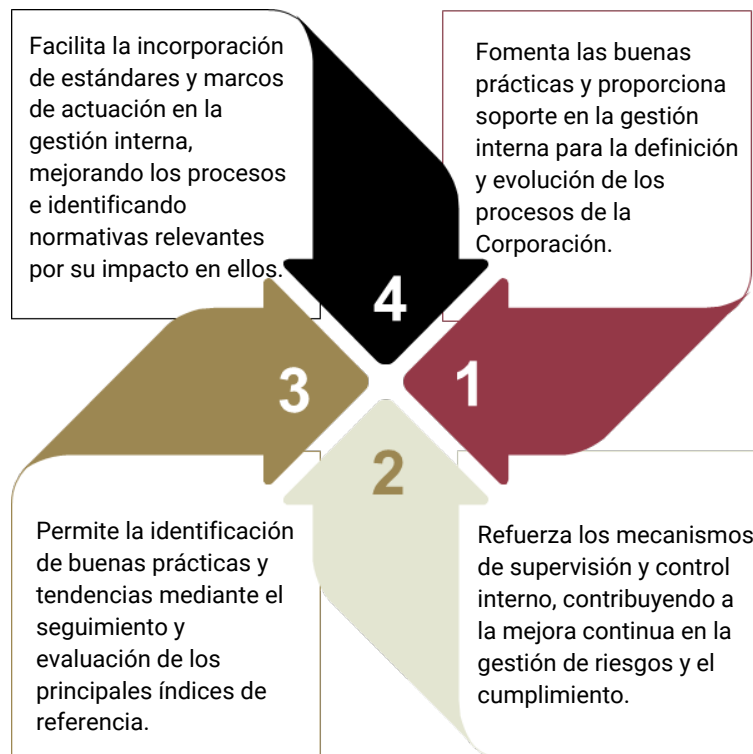 Facilita la incorporación
de estándares y marcos
de actuación en la
gestión interna,
mejorando los procesos
e identificando
normativas relevantes
por su impacto en ellos.
Fomenta las buenas
prácticas y proporciona
soporte en la gestión
interna para la definición
y evolución de los
procesos de la
Corporación.
4
3
1
2
Permite la identificación
de buenas prácticas y
tendencias mediante el
seguimiento y
evaluación de los
principales índices de
referencia.
Refuerza los mecanismos
de supervisión y control
interno, contribuyendo a
la mejora continua en la
gestión de riesgos y el
cumplimiento.